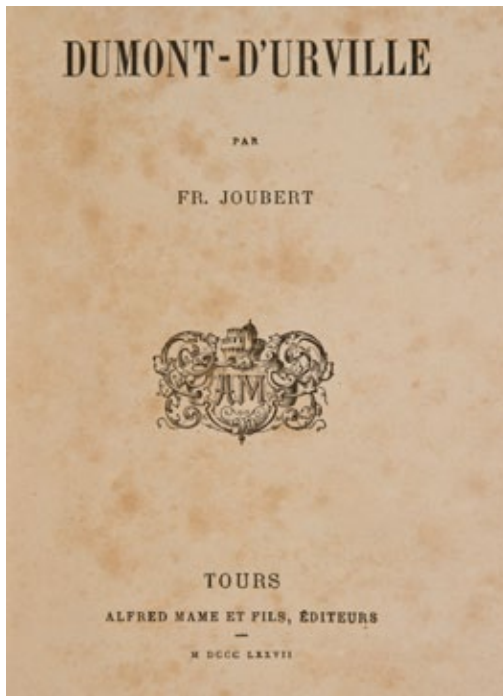 DUMONT-D'URVILLE
PAR
FR. JOUBERT
AM
TOURS
ALFRED MAME ET FILS, ÉDITEURS
M DCCC LXXVII